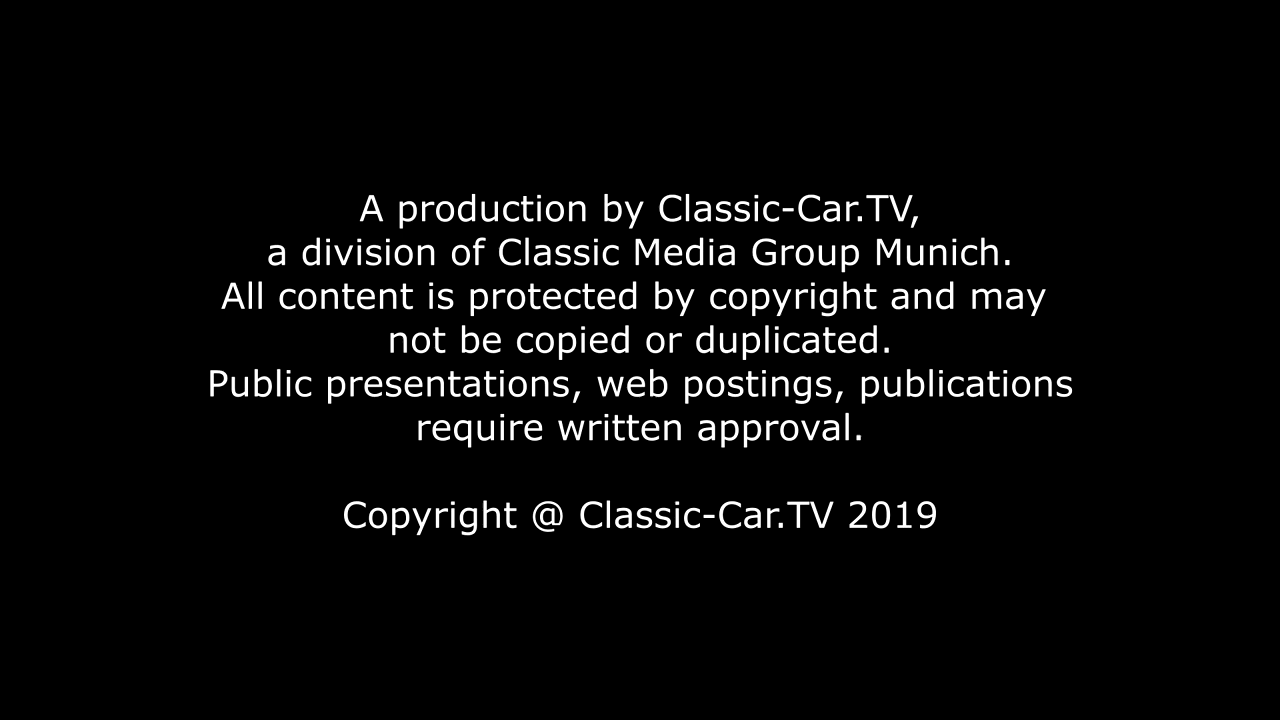 A production by Classic-Car.TV,
a division of Classic Media Group Munich.
All content is protected by copyright and may
not be copied or duplicated.
Public presentations, web postings, publications
require written approval.
Copyright @ Classic-Car.TV 2019